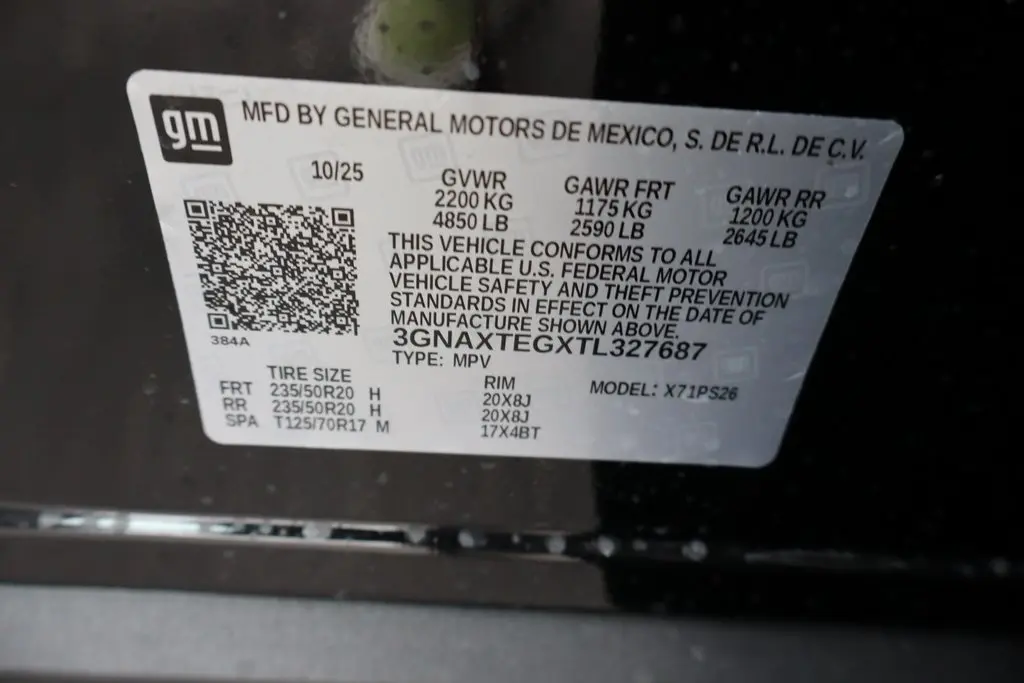 gm MFD BY GENERAL MOTORS DE MEXICO, S. DE R.L. DE C.V.
10/25 GVWR GAWR FRT GAWR RR
2200 KG 1175 KG 1200 KG
4850 LB 2590 LB 2645 LB
THIS VEHICLE CONFORMS TO ALL
APPLICABLE U.S. FEDERAL MOTOR
VEHICLE SAFETY AND THEFT PREVENTION
STANDARDS IN EFFECT ON THE DATE OF
MANUFACTURE SHOWN ABOVE.
384A 3GNAXTEGXTL327687
TYPE: MPV
TIRE SIZE RIM MODEL: X71PS26
FRT 235/50R20 H 20X8J
RR 235/50R20 H 20X8J
SPA T125/70R17 M 17X4BT